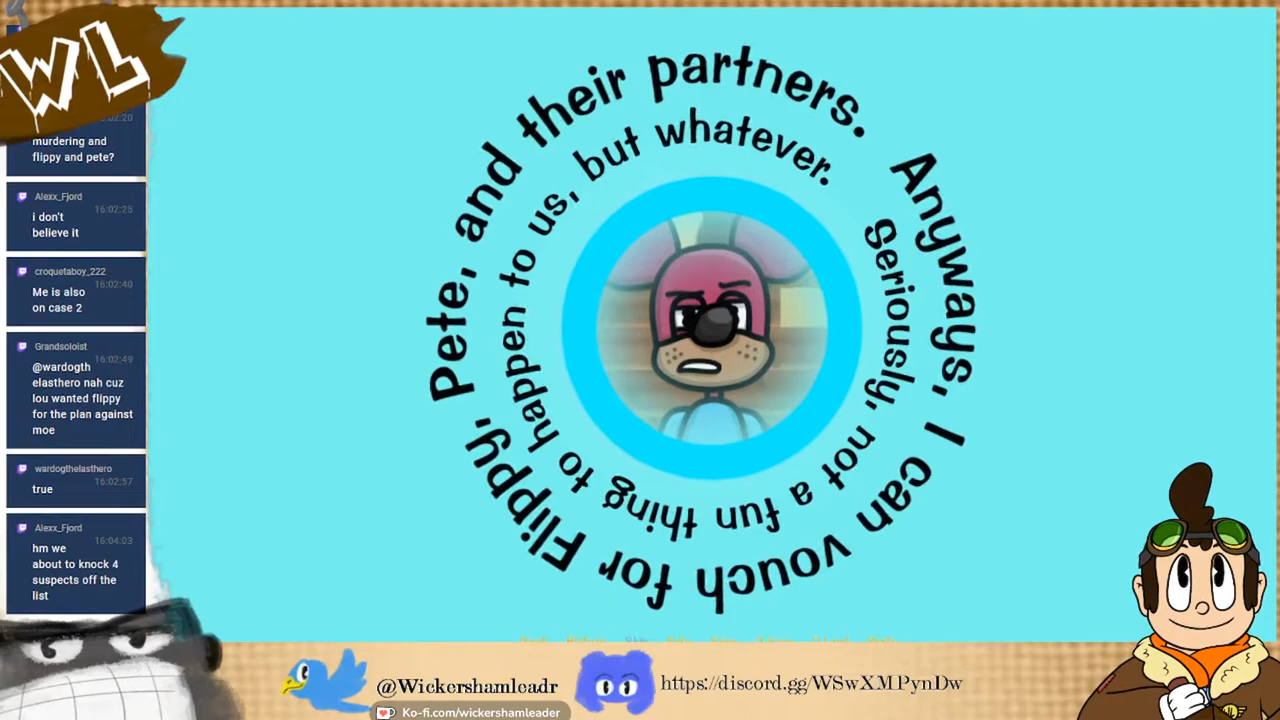 WL
02:20
murdering and
flippy and pete?
Alexx_Fjord
16:02:25
i don't
believe it
croquetaboy_222
16:02:40
Me is also
on case 2
Grandsoloist
16:02:49
@wardogth
elasthero nah cuz
lou wanted flippy
for the plan against
moe
wardogthelasthero
16:02:57
true
Alexx_Fjord
16:04:03
hm we
about to knock 4
suspects off the
list
Seriously, not a fun thing to happen to us, but whatever.
Anyways, I can vouch for Flippy, Pete, and their partners.
@Wickershamleadr
https://discord.gg/WSwXMPynDw
Ko-fi.com/wickershamleader